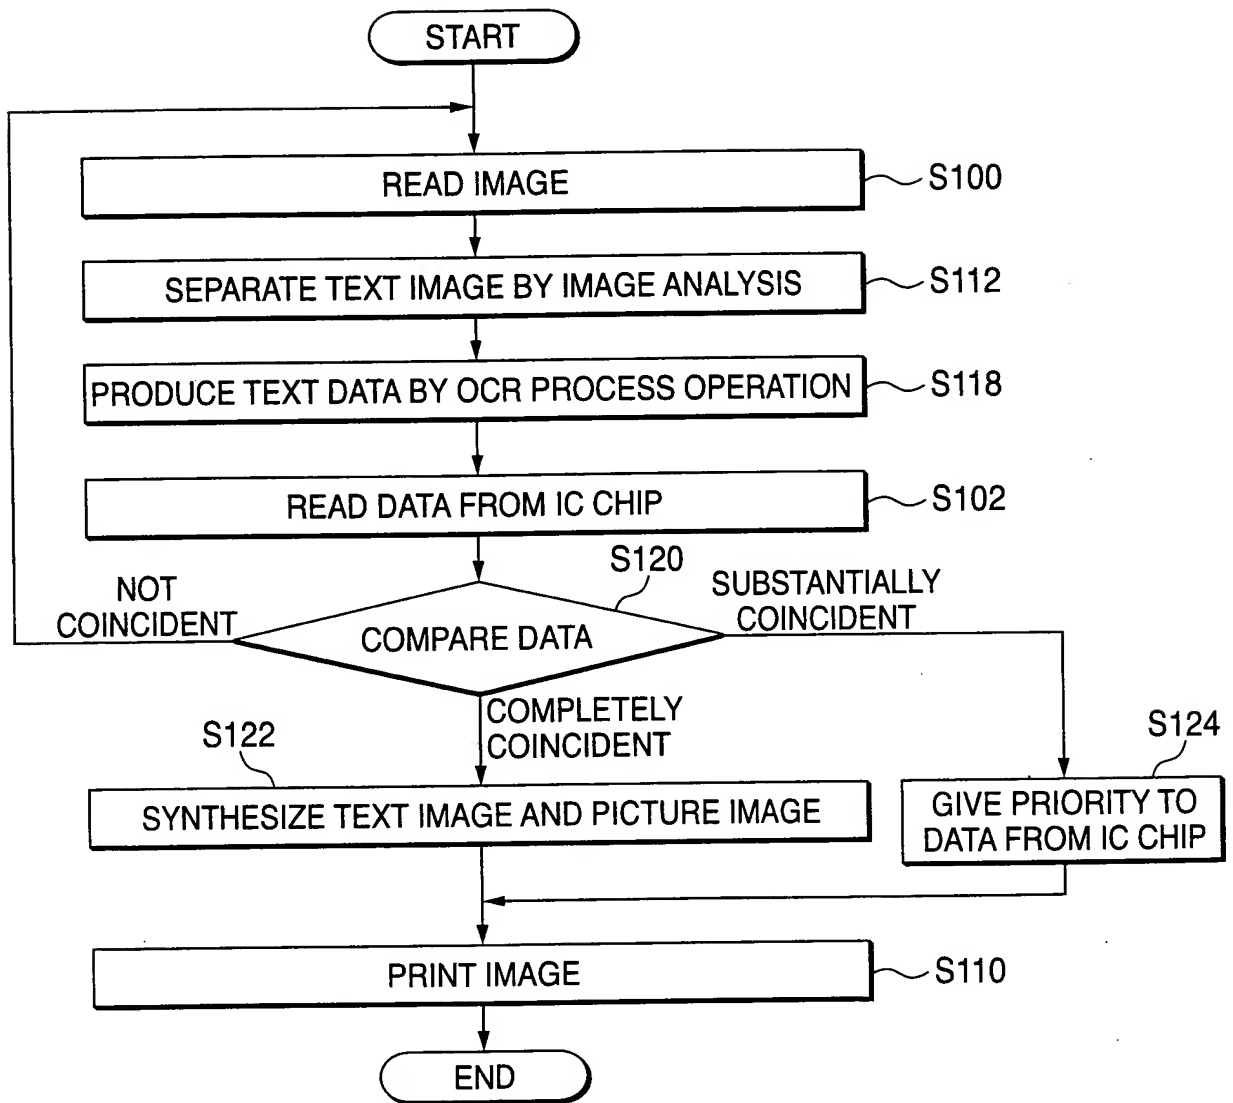 START
READ IMAGE
S100
SEPARATE TEXT IMAGE BY IMAGE ANALYSIS
S112
PRODUCE TEXT DATA BY OCR PROCESS OPERATION
S118
READ DATA FROM IC CHIP
S102
S120
NOT
COINCIDENT
COMPARE DATA
SUBSTANTIALLY
COINCIDENT
COMPLETELY
COINCIDENT
S122
SYNTHESIZE TEXT IMAGE AND PICTURE IMAGE
S124
GIVE PRIORITY TO
DATA FROM IC CHIP
PRINT IMAGE
S110
END